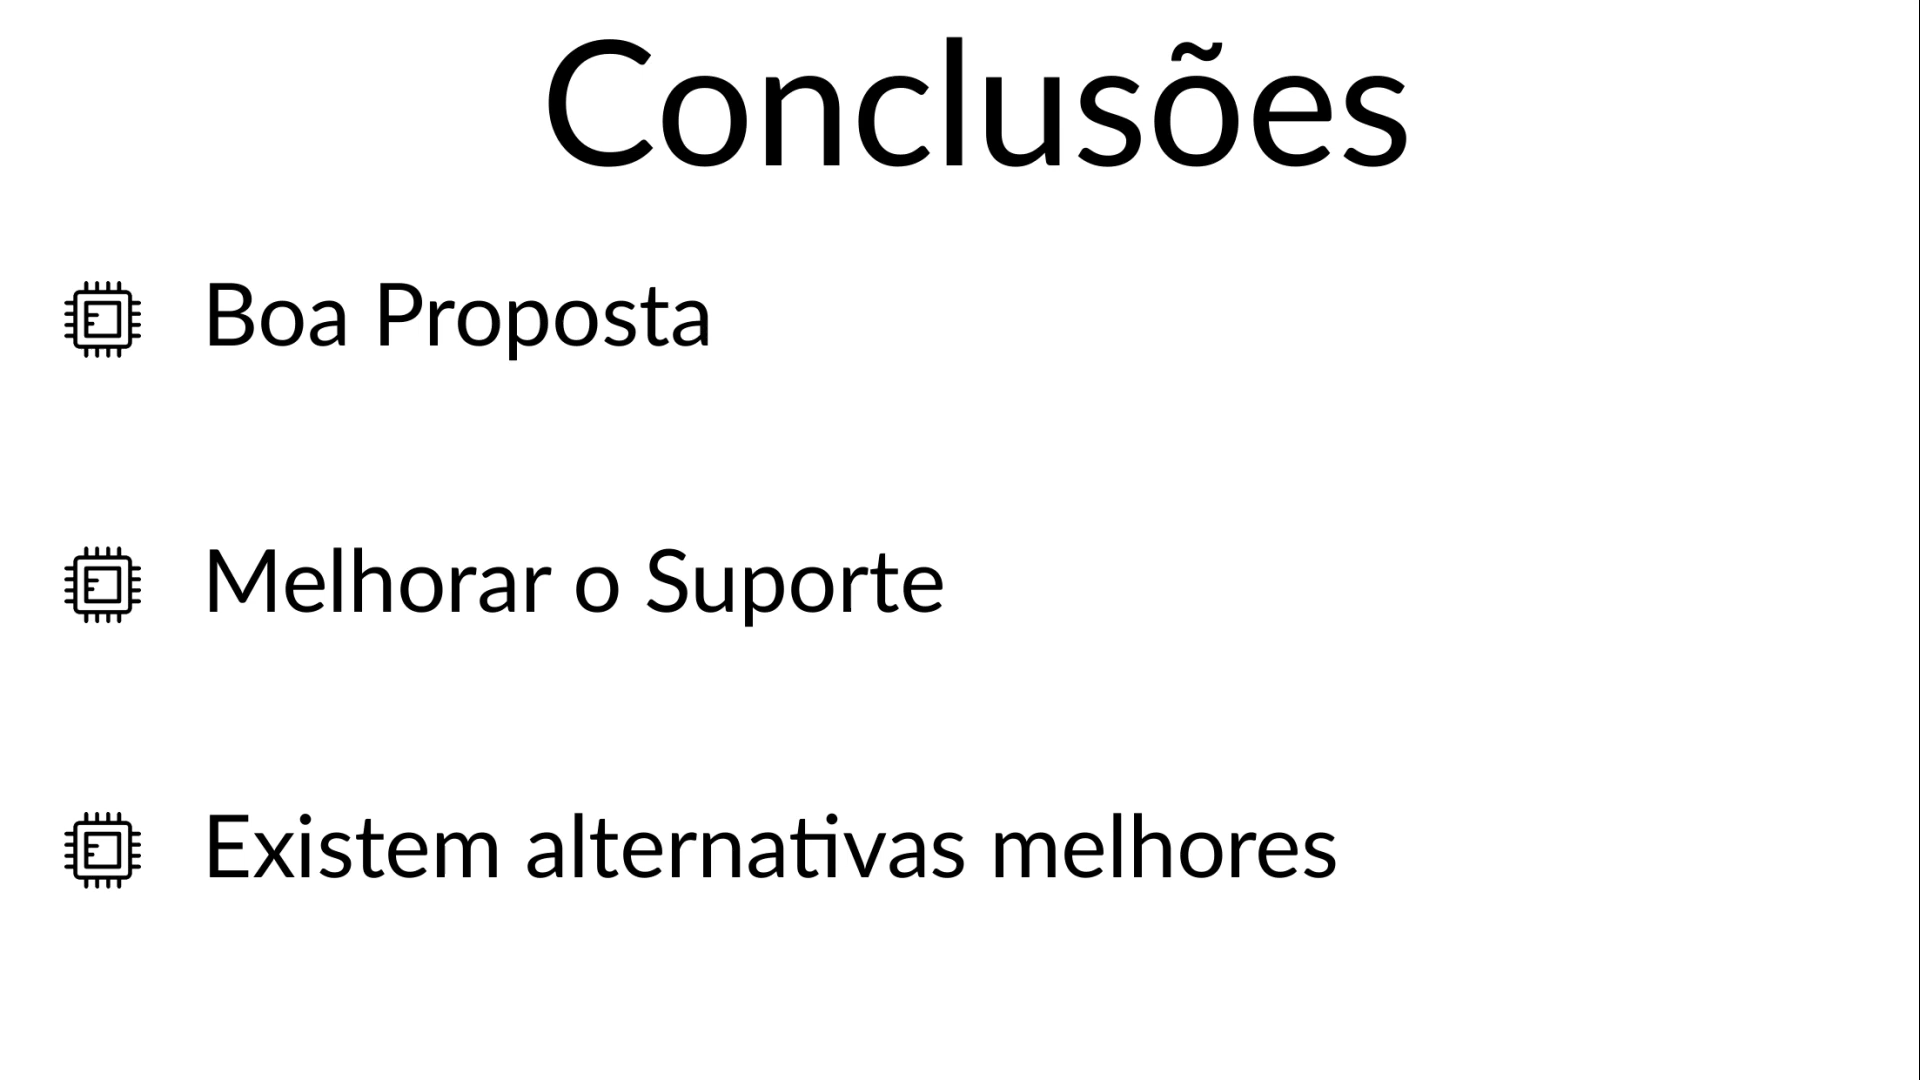 Conclusões
Boa Proposta
Melhorar o Suporte
Existem alternativas melhores